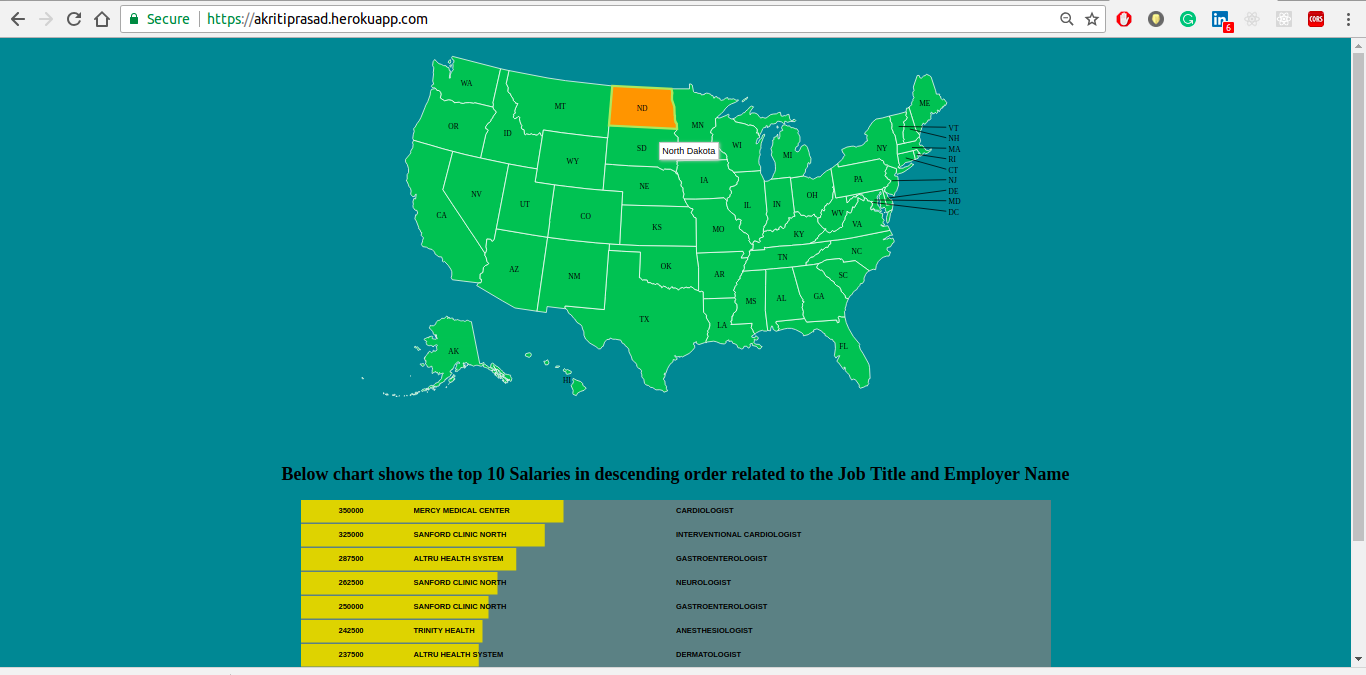 Secure https://akritiprasad.herokuapp.com
6
CORS
WA
MT
ND
MN
ME
OR
ID
SD
WI
MI
NY
VT
NH
MA
RI
CT
NJ
DE
MD
DC
North Dakota
WY
NE
IA
PA
NV
UT
CO
IL
IN
OH
CA
KS
MO
WV
VA
KY
AZ
NM
OK
AR
TN
NC
SC
TX
LA
MS
AL
GA
FL
AK
HI
Below chart shows the top 10 Salaries in descending order related to the Job Title and Employer Name
350000 MERCY MEDICAL CENTER CARDIOLOGIST
325000 SANFORD CLINIC NORTH INTERVENTIONAL CARDIOLOGIST
287500 ALTRU HEALTH SYSTEM GASTROENTEROLOGIST
262500 SANFORD CLINIC NORTH NEUROLOGIST
250000 SANFORD CLINIC NORTH GASTROENTEROLOGIST
242500 TRINITY HEALTH ANESTHESIOLOGIST
237500 ALTRU HEALTH SYSTEM DERMATOLOGIST